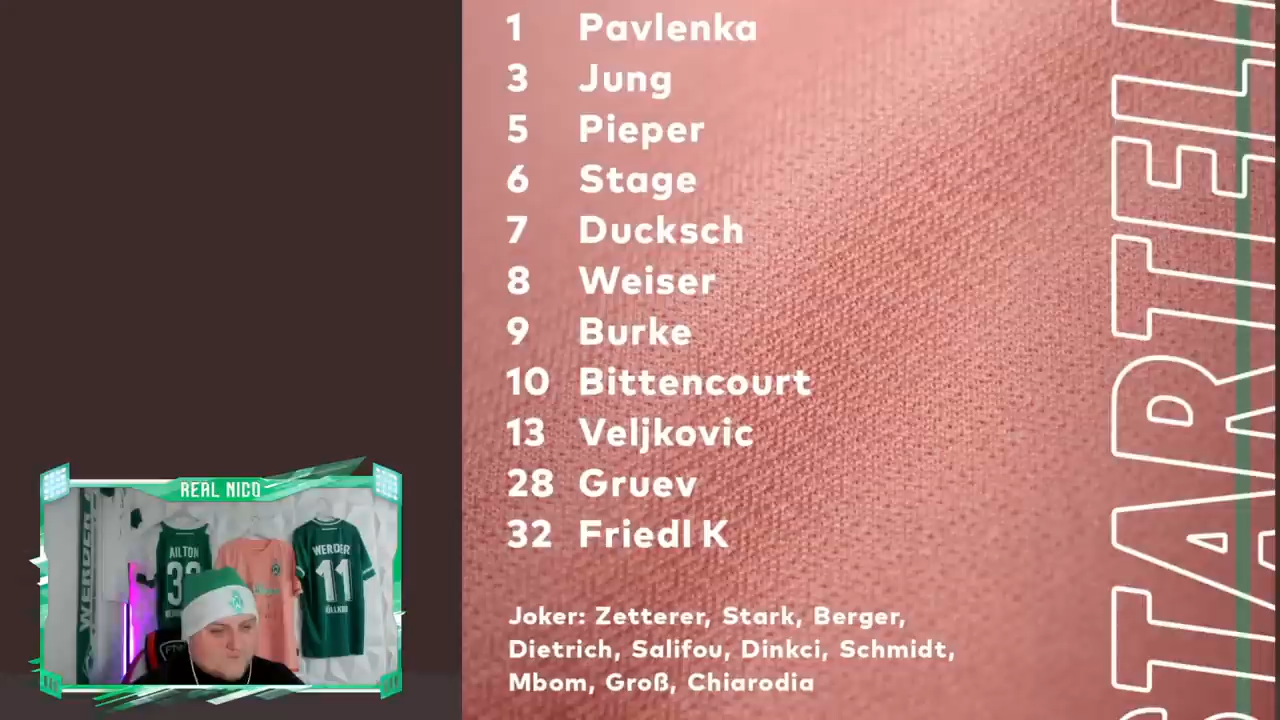 1 Pavlenka
3 Jung
5 Pieper
6 Stage
7 Ducksch
8 Weiser
9 Burke
10 Bittencourt
13 Veljkovic
28 Gruev
32 Friedl K
Joker: Zetterer, Stark, Berger,
Dietrich, Salifou, Dinkci, Schmidt,
Mbom, Groß, Chiarodia
STARTELF
REAL NICO
WERDER
AILTON
WERDER
11